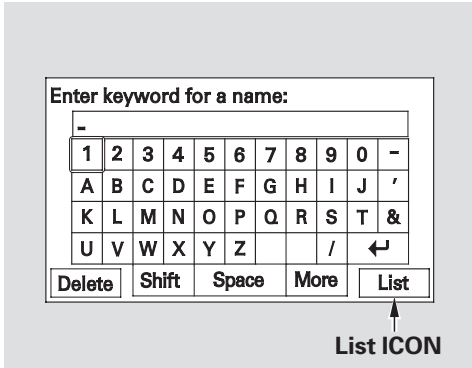 Enter keyword for a name:
-
1 2 3 4 5 6 7 8 9 0 -
A B C D E F G H I J ′
K L M N O P Q R S T &
U V W X Y Z / ↵
Delete Shift Space More List
List ICON